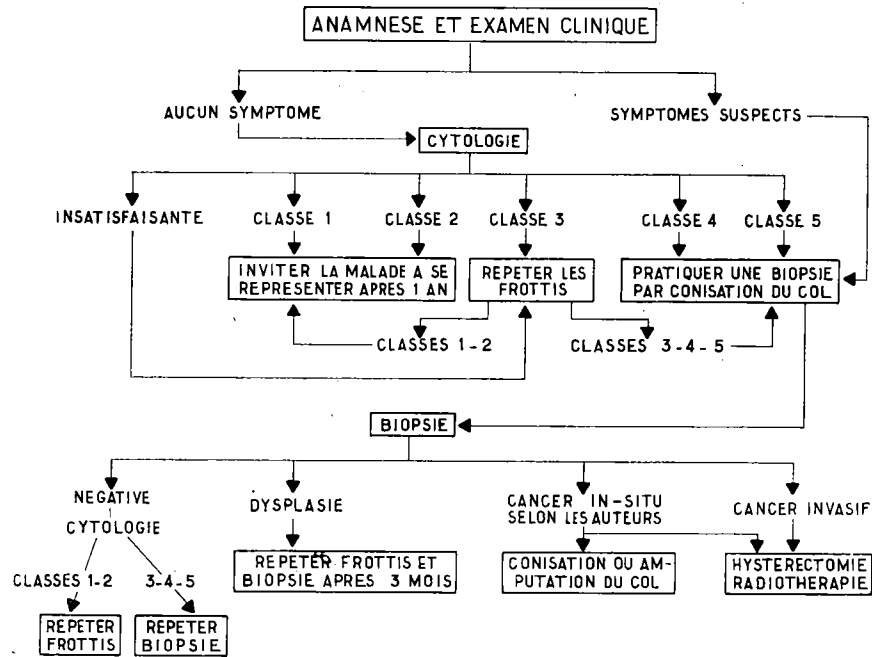 ANAMNESE ET EXAMEN CLINIQUE
AUCUN SYMPTOME
SYMPTOMES SUSPECTS
CYTOLOGIE
INSATISFAISANTE
CLASSE 1
CLASSE 2
CLASSE 3
CLASSE 4
CLASSE 5
INVITER LA MALADE A SE
REPRESENTER APRES 1 AN
REPETER LES
FROTTIS
PRATIQUER UNE BIOPSIE
PAR CONISATION DU COL
CLASSES 1-2
CLASSES 3-4-5
BIOPSIE
NEGATIVE
CYTOLOGIE
DYSPLASIE
CANCER IN-SITU
SELON LES AUTEURS
CANCER INVASIF
REPETER FROTTIS ET
BIOPSIE APRES 3 MOIS
CONISATION OU AM-
PUTATION DU COL
HYSTERECTOMIE
RADIOTHERAPIE
CLASSES 1-2
3-4-5
REPETER
FROTTIS
REPETER
BIOPSIE